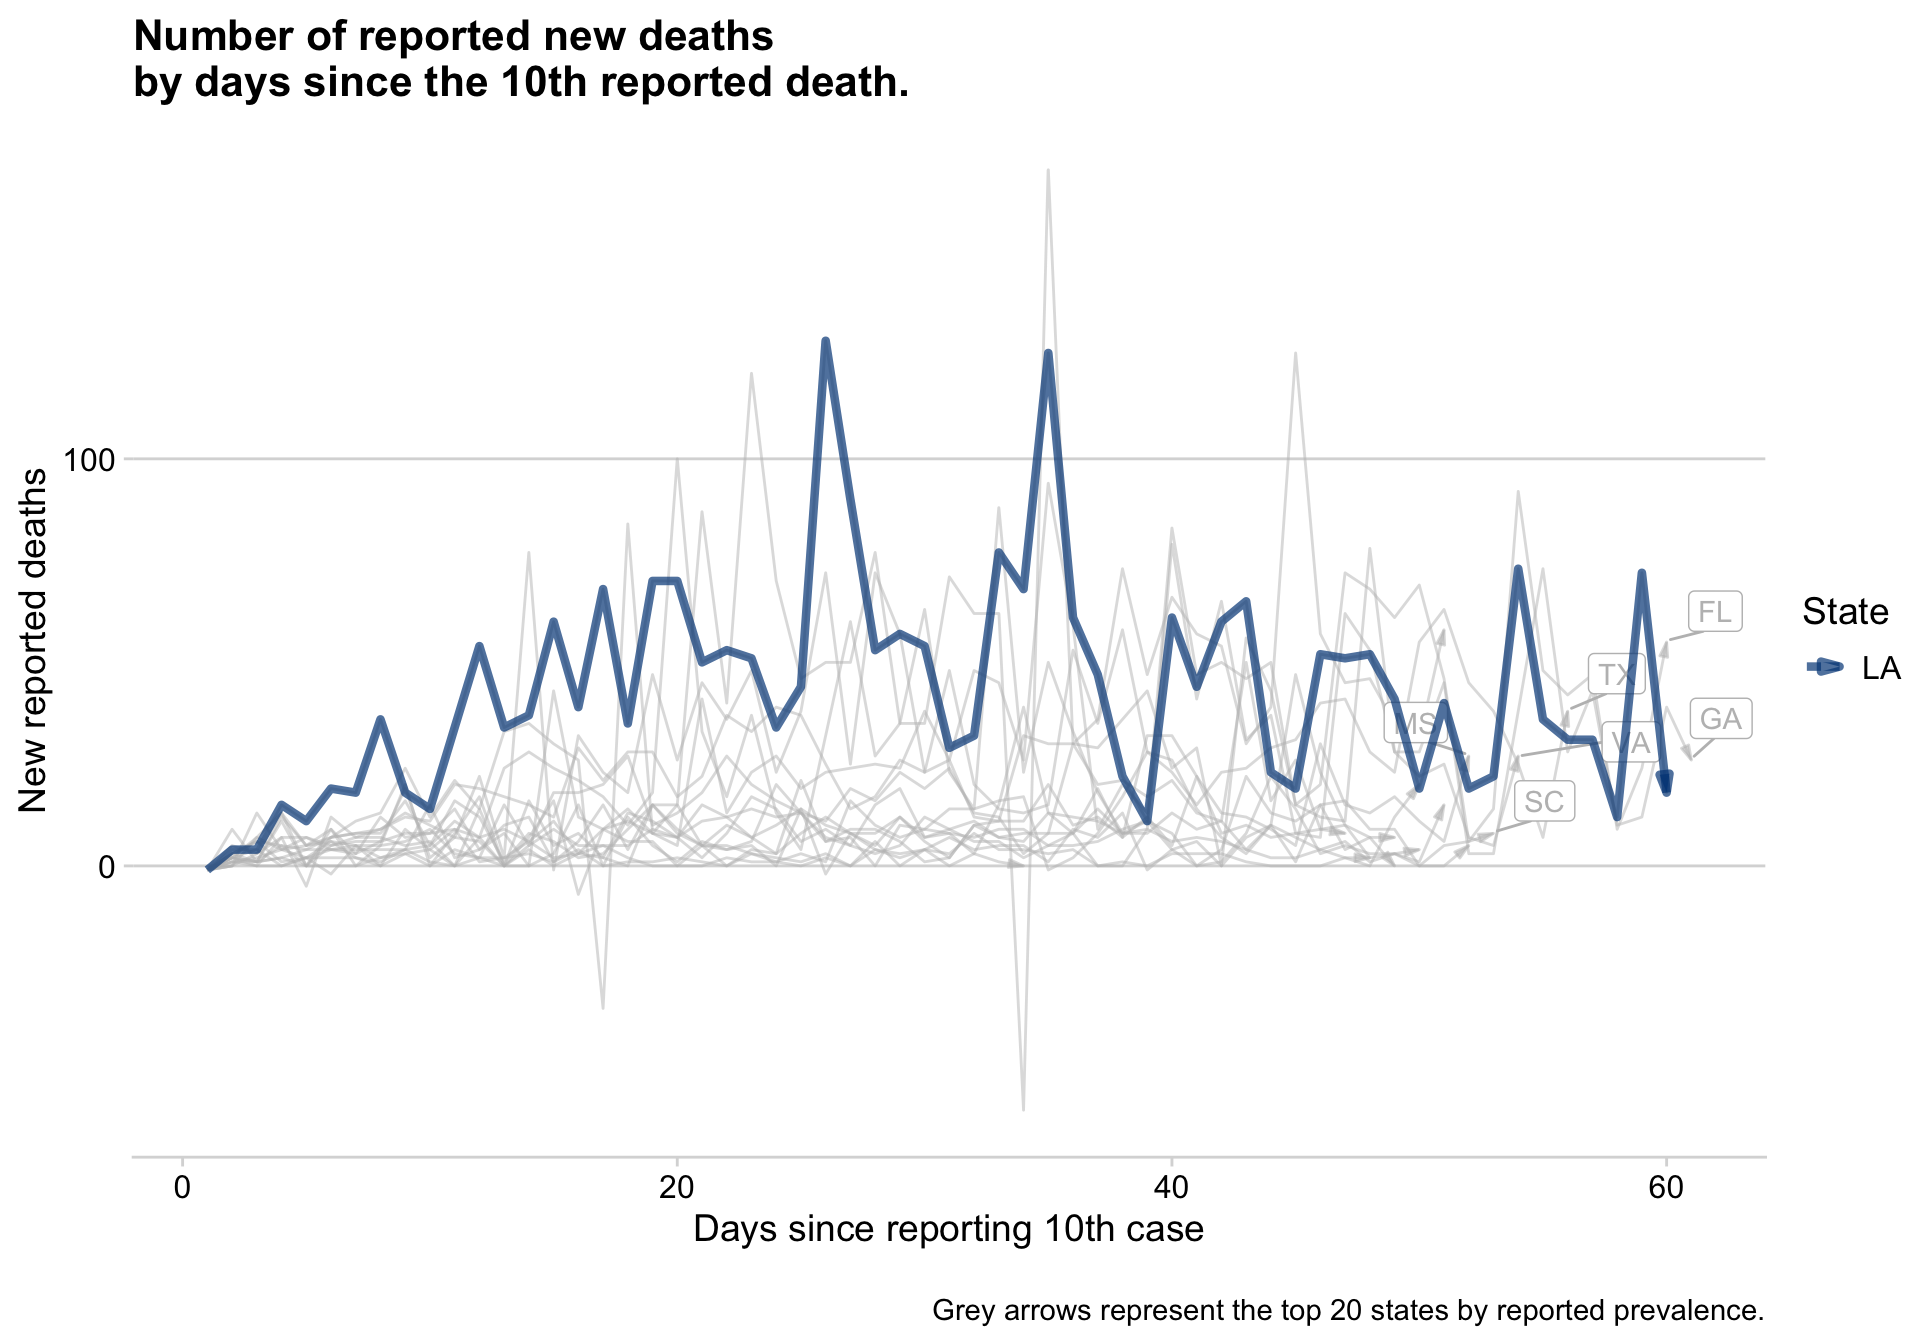 Number of reported new deaths
by days since the 10th reported death.
New reported deaths
100
0
FL
TX
GA
MS
VA
SC
State
LA
0
20
40
60
Days since reporting 10th case
Grey arrows represent the top 20 states by reported prevalence.